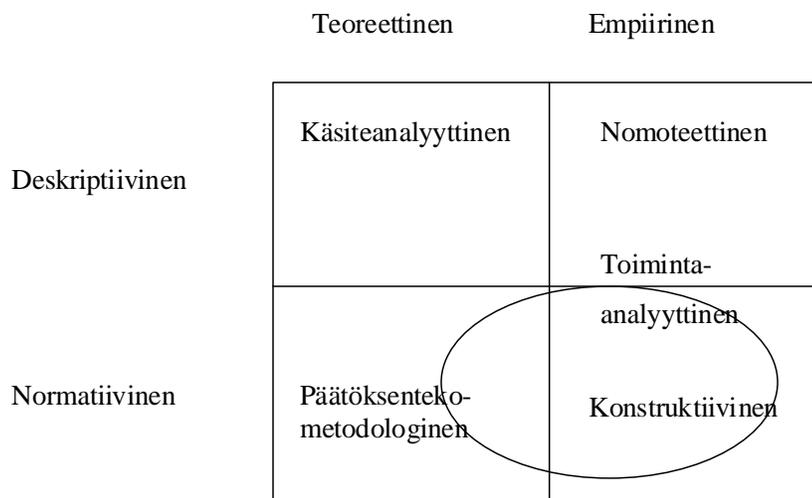 Teoreettinen Empiirinen
Käsiteanalyyttinen Nomoteettinen
Deskriptiivinen
Toiminta-
analyyttinen
Normatiivinen Päätöksenteko-
metodologinen
Konstruktiivinen